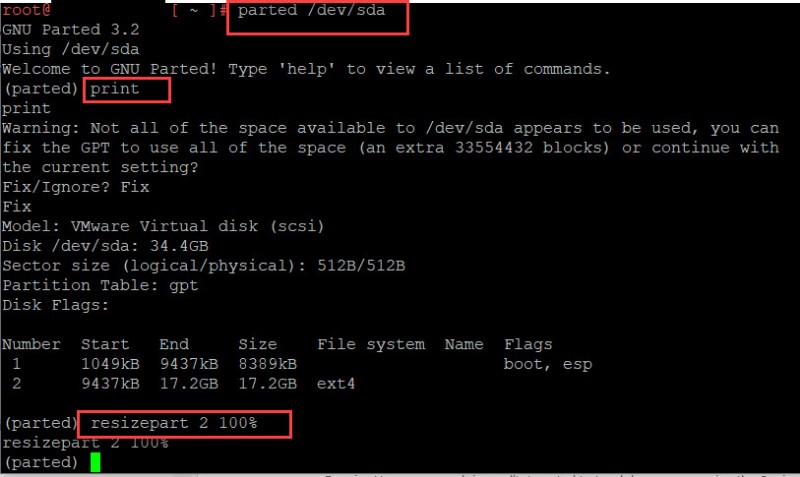 root@ [ ~ ]# parted /dev/sda
GNU Parted 3.2
Using /dev/sda
Welcome to GNU Parted! Type 'help' to view a list of commands.
(parted) print
print
Warning: Not all of the space available to /dev/sda appears to be used, you can
fix the GPT to use all of the space (an extra 33554432 blocks) or continue with
the current setting?
Fix/Ignore? Fix
Fix
Model: VMware Virtual disk (scsi)
Disk /dev/sda: 34.4GB
Sector size (logical/physical): 512B/512B
Partition Table: gpt
Disk Flags:
Number Start End Size File system Name Flags
1 1049kB 9437kB 8389kB boot, esp
2 9437kB 17.2GB 17.2GB ext4
(parted) resizepart 2 100%
resizepart 2 100%
(parted)